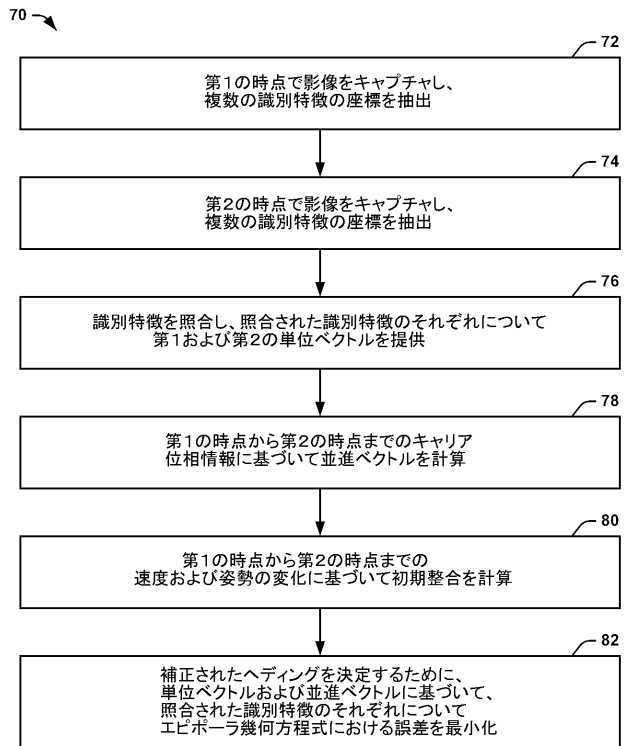 70
72
第1の時点で影像をキャプチャし、
複数の識別特徴の座標を抽出
74
第2の時点で影像をキャプチャし、
複数の識別特徴の座標を抽出
76
識別特徴を照合し、照合された識別特徴のそれぞれについて
第1および第2の単位ベクトルを提供
78
第1の時点から第2の時点までのキャリア
位相情報に基づいて並進ベクトルを計算
80
第1の時点から第2の時点までの
速度および姿勢の変化に基づいて初期整合を計算
82
補正されたヘディングを決定するために、
単位ベクトルおよび並進ベクトルに基づいて、
照合された識別特徴のそれぞれについて
エピポーラ幾何方程式における誤差を最小化